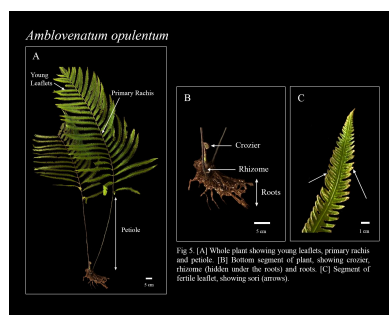 Amblovenatum opulentum
A
Young
Leaflets
Primary Rachis
Petiole
5 cm
B
Crozier
Rhizome
Roots
5 cm
C
1 cm
Fig 5. [A] Whole plant showing young leaflets, primary rachis
and petiole. [B] Bottom segment of plant, showing crozier,
rhizome (hidden under the roots) and roots. [C] Segment of
fertile leaflet, showing sori (arrows).